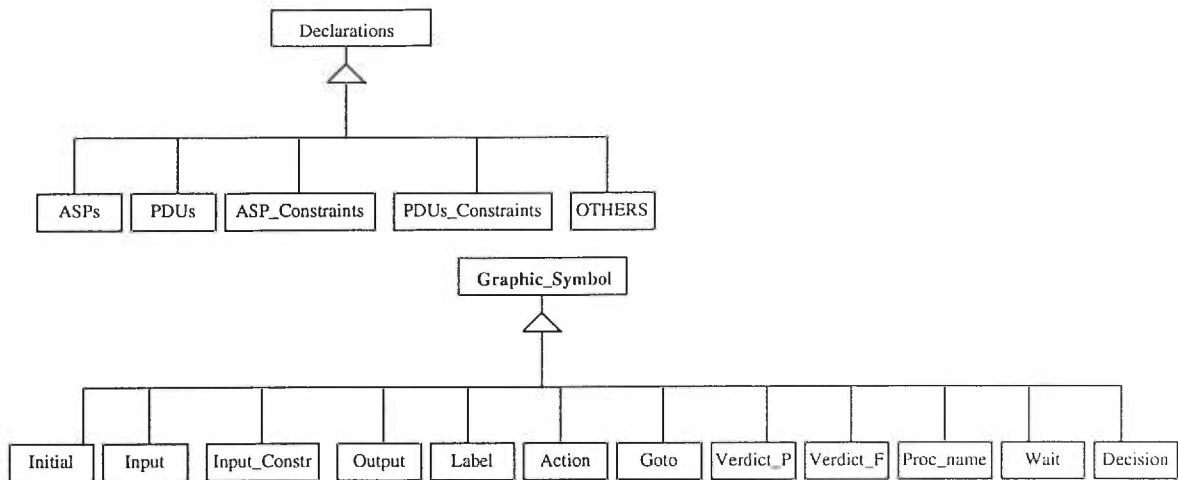 Declarations
ASPs PDUs ASP_Constraints PDUs_Constraints OTHERS
Graphic_Symbol
Initial Input Input_Constr Output Label Action Goto Verdict_P Verdict_F Proc_name Wait Decision